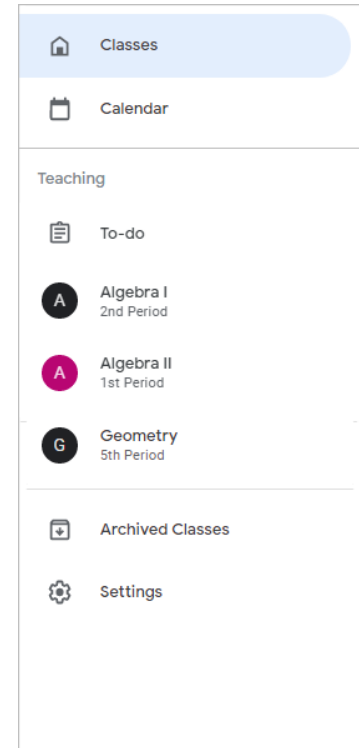 Classes
Calendar
Teaching
To-do
A
Algebra I
2nd Period
A
Algebra II
1st Period
G
Geometry
5th Period
Archived Classes
Settings